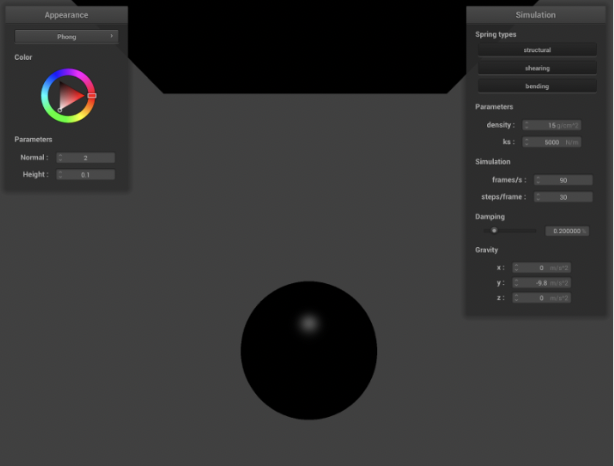 Appearance
Phong
Color
Parameters
Normal : 2
Height : 0.1
Simulation
Spring types
structural
shearing
bending
Parameters
density : 15 g/cm^2
ks : 5000 N/m
Simulation
frames/s : 90
steps/frame : 30
Damping
0.200000
Gravity
x : 0 m/s^2
y : -9.8 m/s^2
z : 0 m/s^2